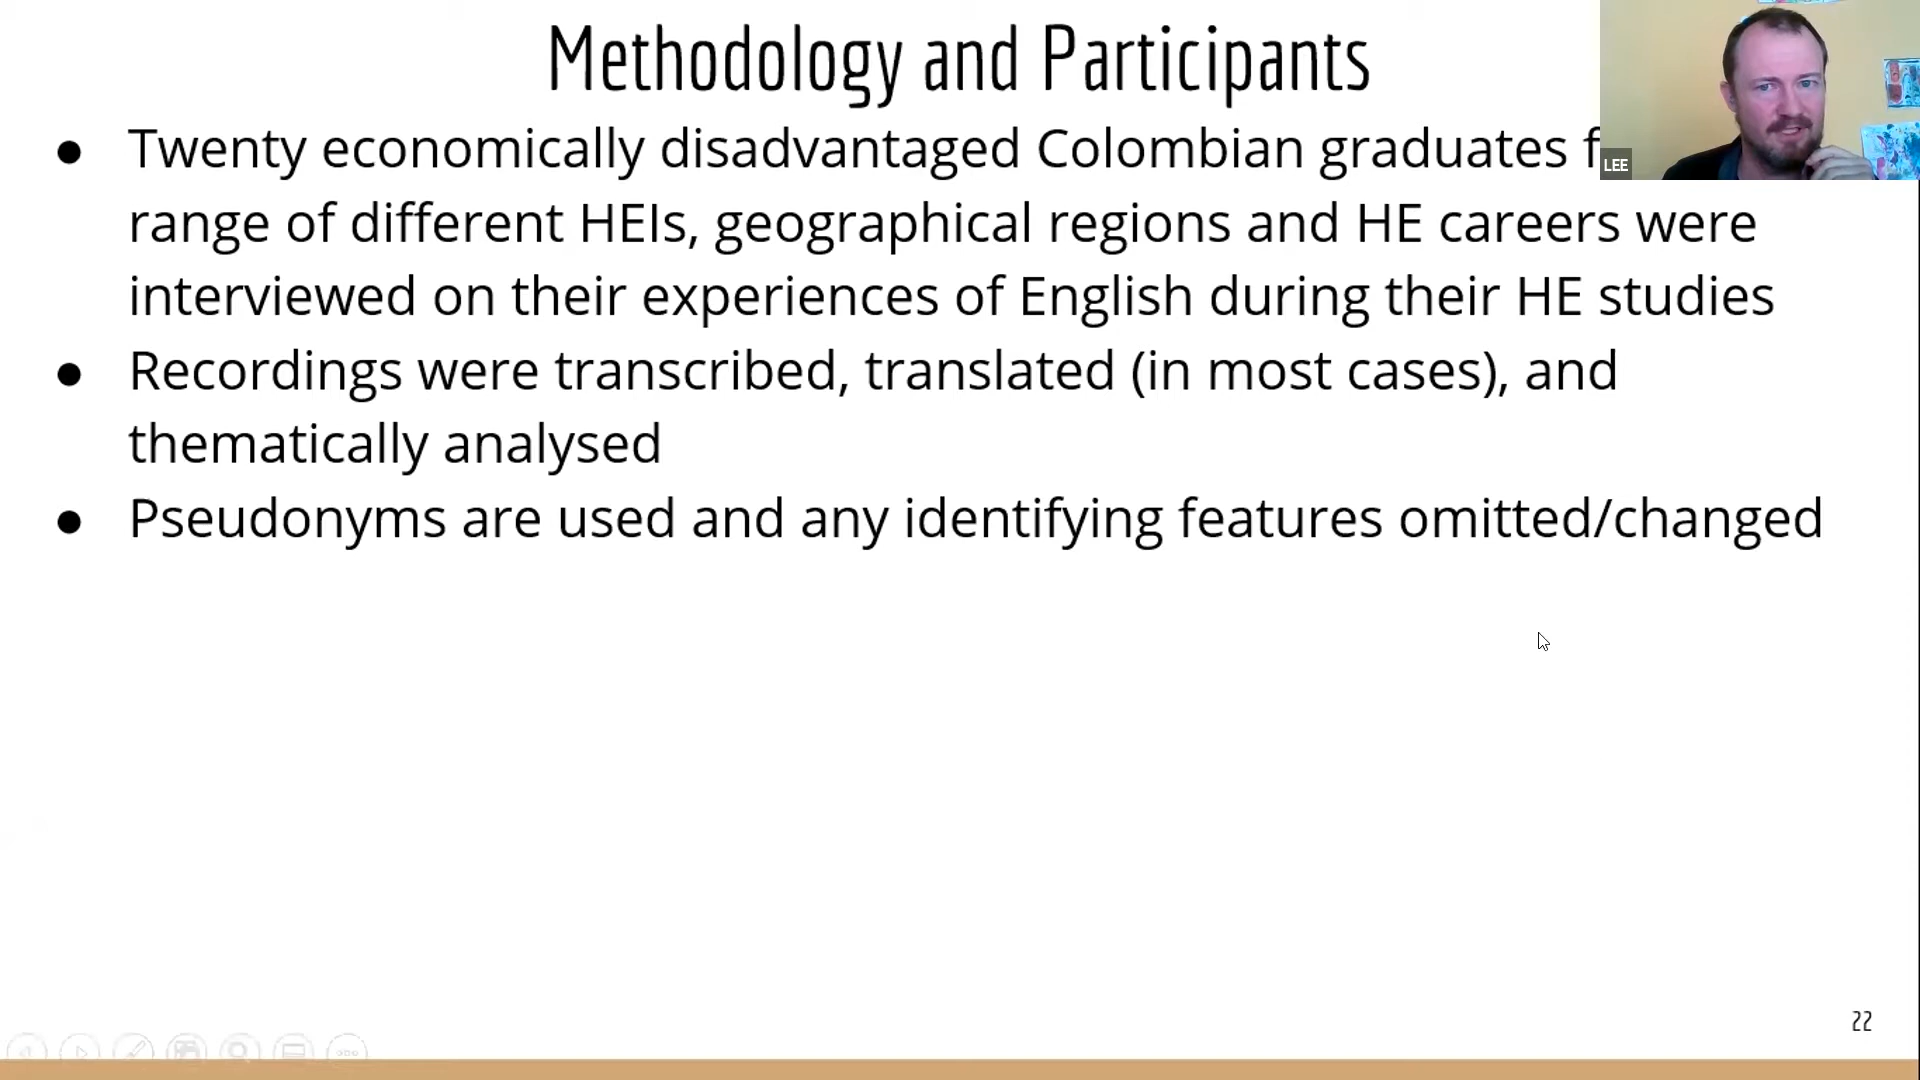 Methodology and Participants
● Twenty economically disadvantaged Colombian graduates
LEE
range of different HEIs, geographical regions and HE careers were
interviewed on their experiences of English during their HE studies
● Recordings were transcribed, translated (in most cases), and
thematically analysed
● Pseudonyms are used and any identifying features omitted/changed
22